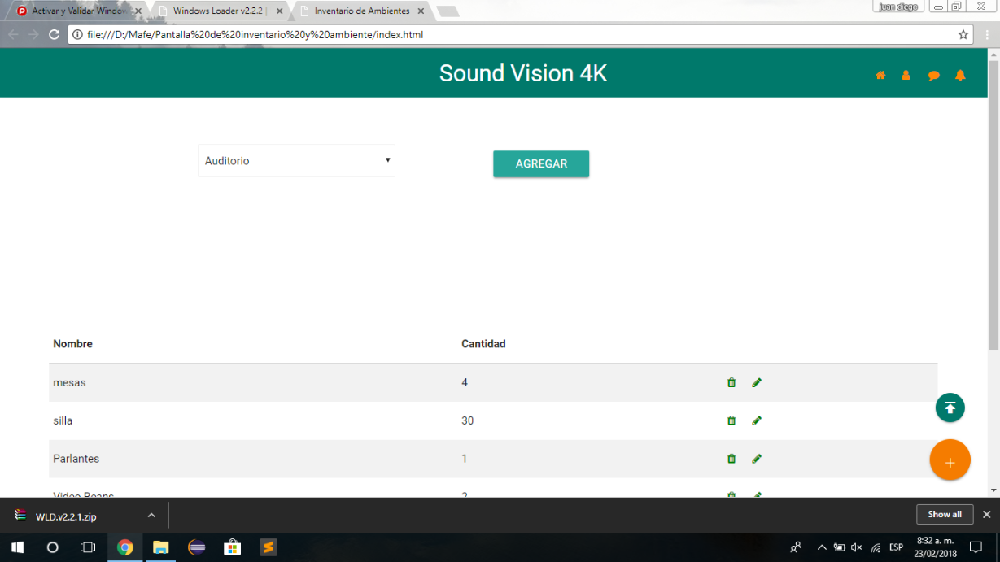 Activar y Validar Window
Windows Loader v2.2.2 |
Inventario de Ambientes
juan diego
file:///D:/Mafe/Pantalla%20de%20inventario%20y%20ambiente/index.html
Sound Vision 4K
Auditorio
AGREGAR
Nombre Cantidad
mesas 4
silla 30
Parlantes 1
Video Beans 2
WLD.v2.2.1.zip
Show all
ESP
8:32 a. m.
23/02/2018